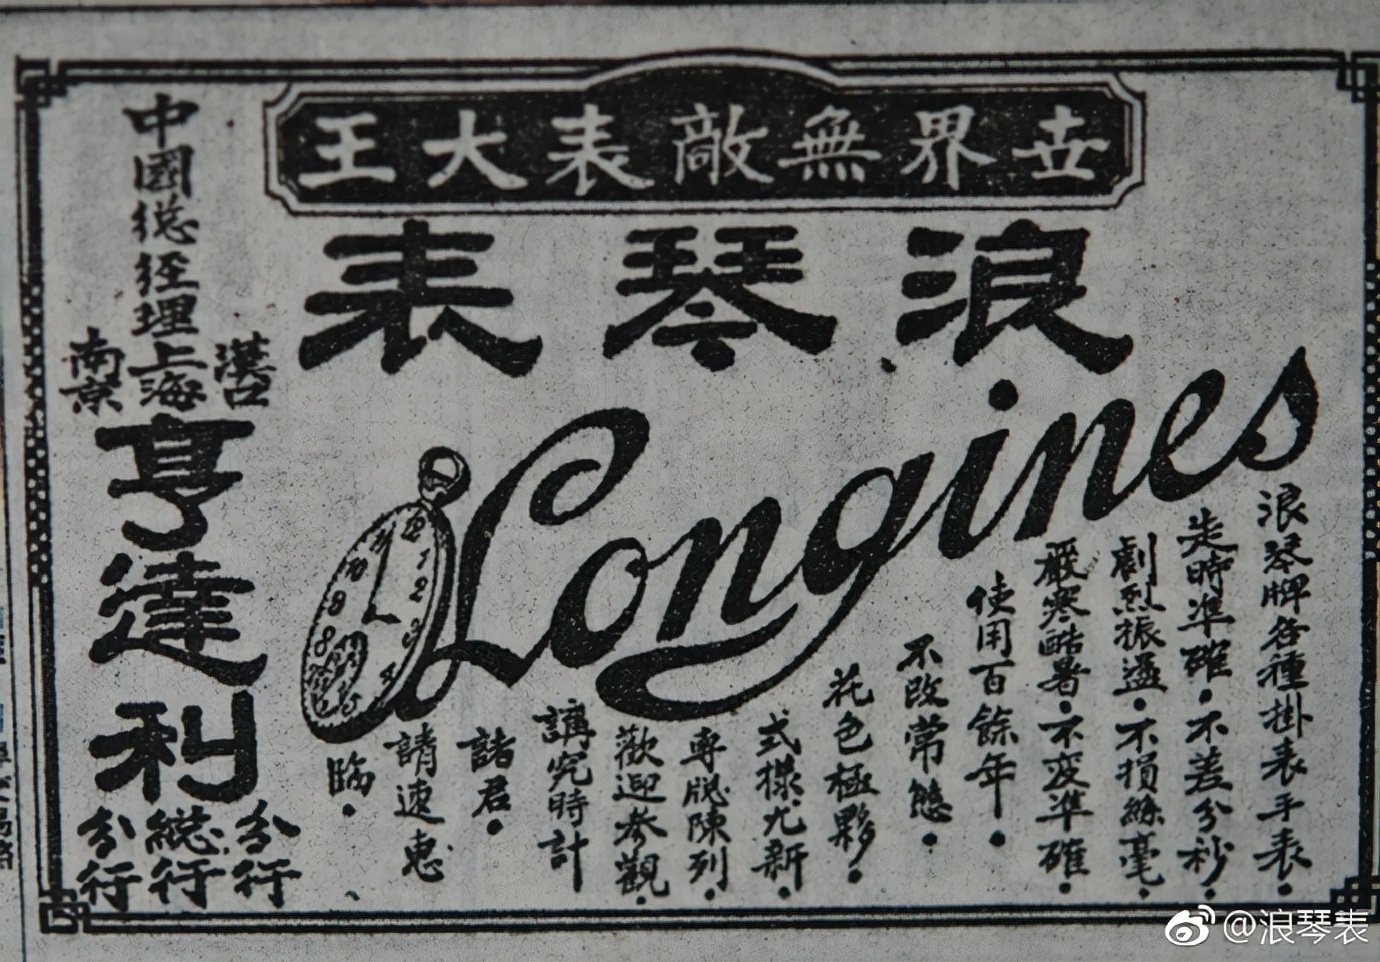 世界無敵表大王
浪琴表
Longines
浪琴牌各種掛表手表。
走時準確。不差分秒。
劇烈振盪。不損絲毫。
嚴寒酷暑。不变準確。
使用百餘年。
不改常態。
花色極夥。
式樣尤新。
專牕陳列。
歡迎參觀。
講究時計
諸君。
請速惠
臨。
中國総経理
漢口
上海
南京
亨達利
分行
総行
分行
@浪琴表